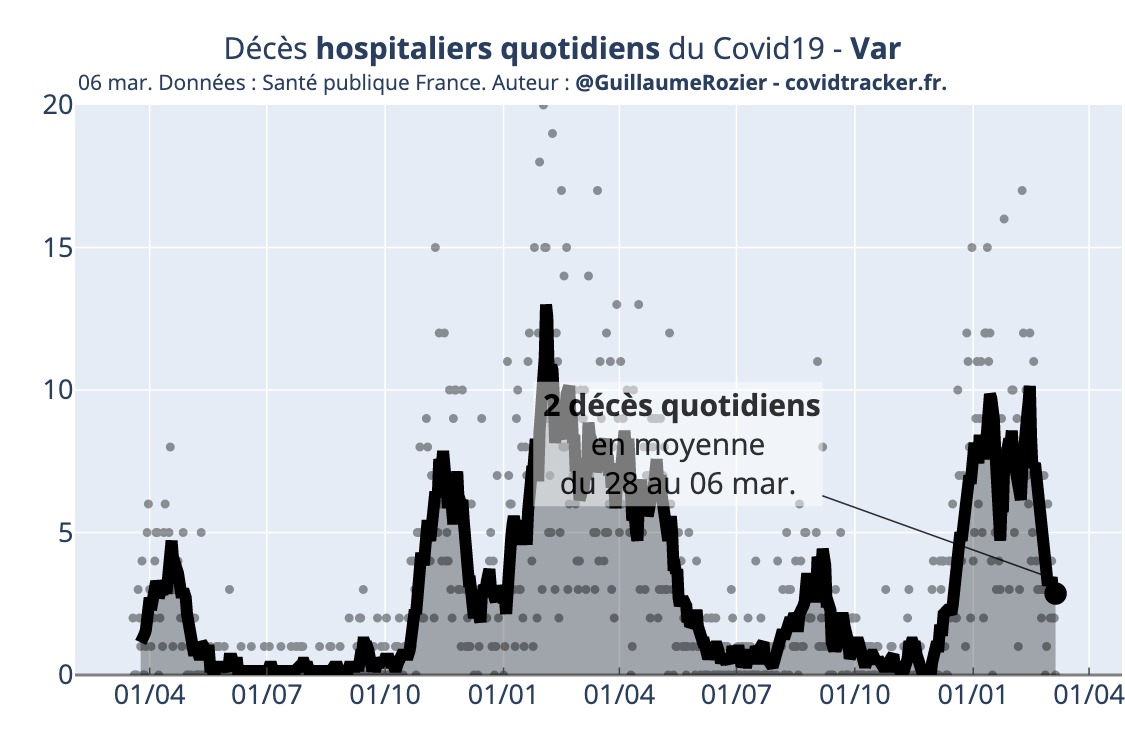 Décès hospitaliers quotidiens du Covid19 - Var
06 mar. Données : Santé publique France. Auteur : @GuillaumeRozier - covidtracker.fr.
20
15
10
5
0
2 décès quotidiens
en moyenne
du 28 au 06 mar.
01/04 01/07 01/10 01/01 01/04 01/07 01/10 01/01 01/04